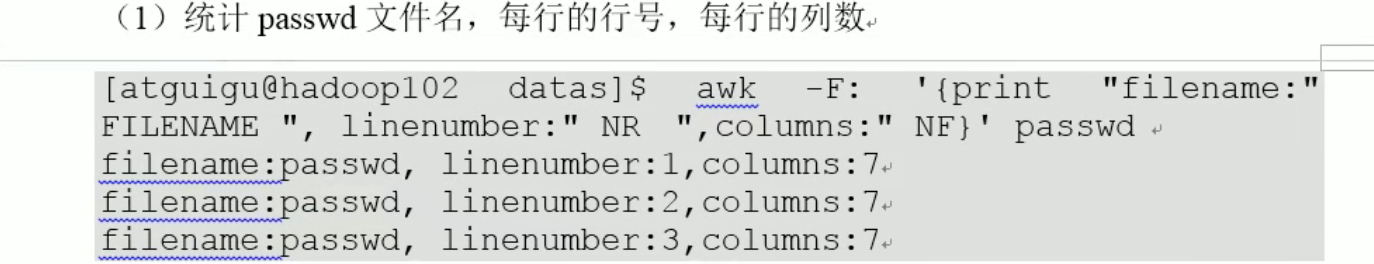 （1）统计 passwd 文件名，每行的行号，每行的列数↵
[atguigu@hadoop102 datas]$ awk -F: '{print "filename:"
FILENAME ", linenumber:" NR ",columns:" NF}' passwd ↵
filename:passwd, linenumber:1,columns:7↵
filename:passwd, linenumber:2,columns:7↵
filename:passwd, linenumber:3,columns:7↵